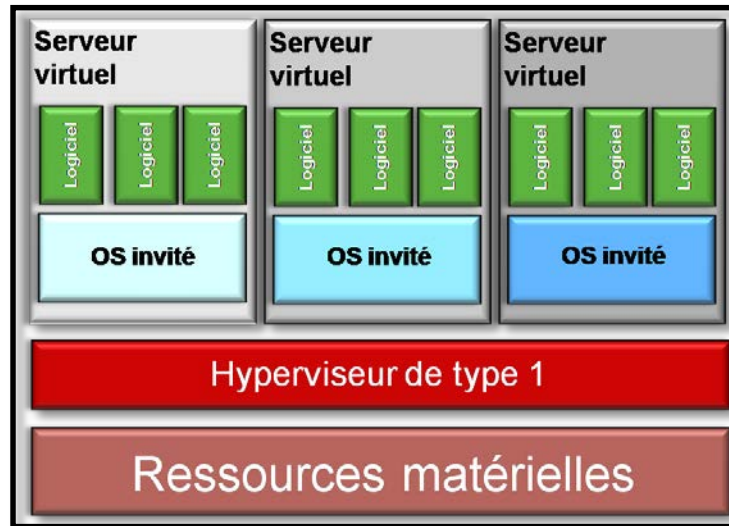 Serveur
virtuel
Logiciel
Logiciel
Logiciel
OS invité
Serveur
virtuel
Logiciel
Logiciel
Logiciel
OS invité
Serveur
virtuel
Logiciel
Logiciel
Logiciel
OS invité
Hyperviseur de type 1
Ressources matérielles